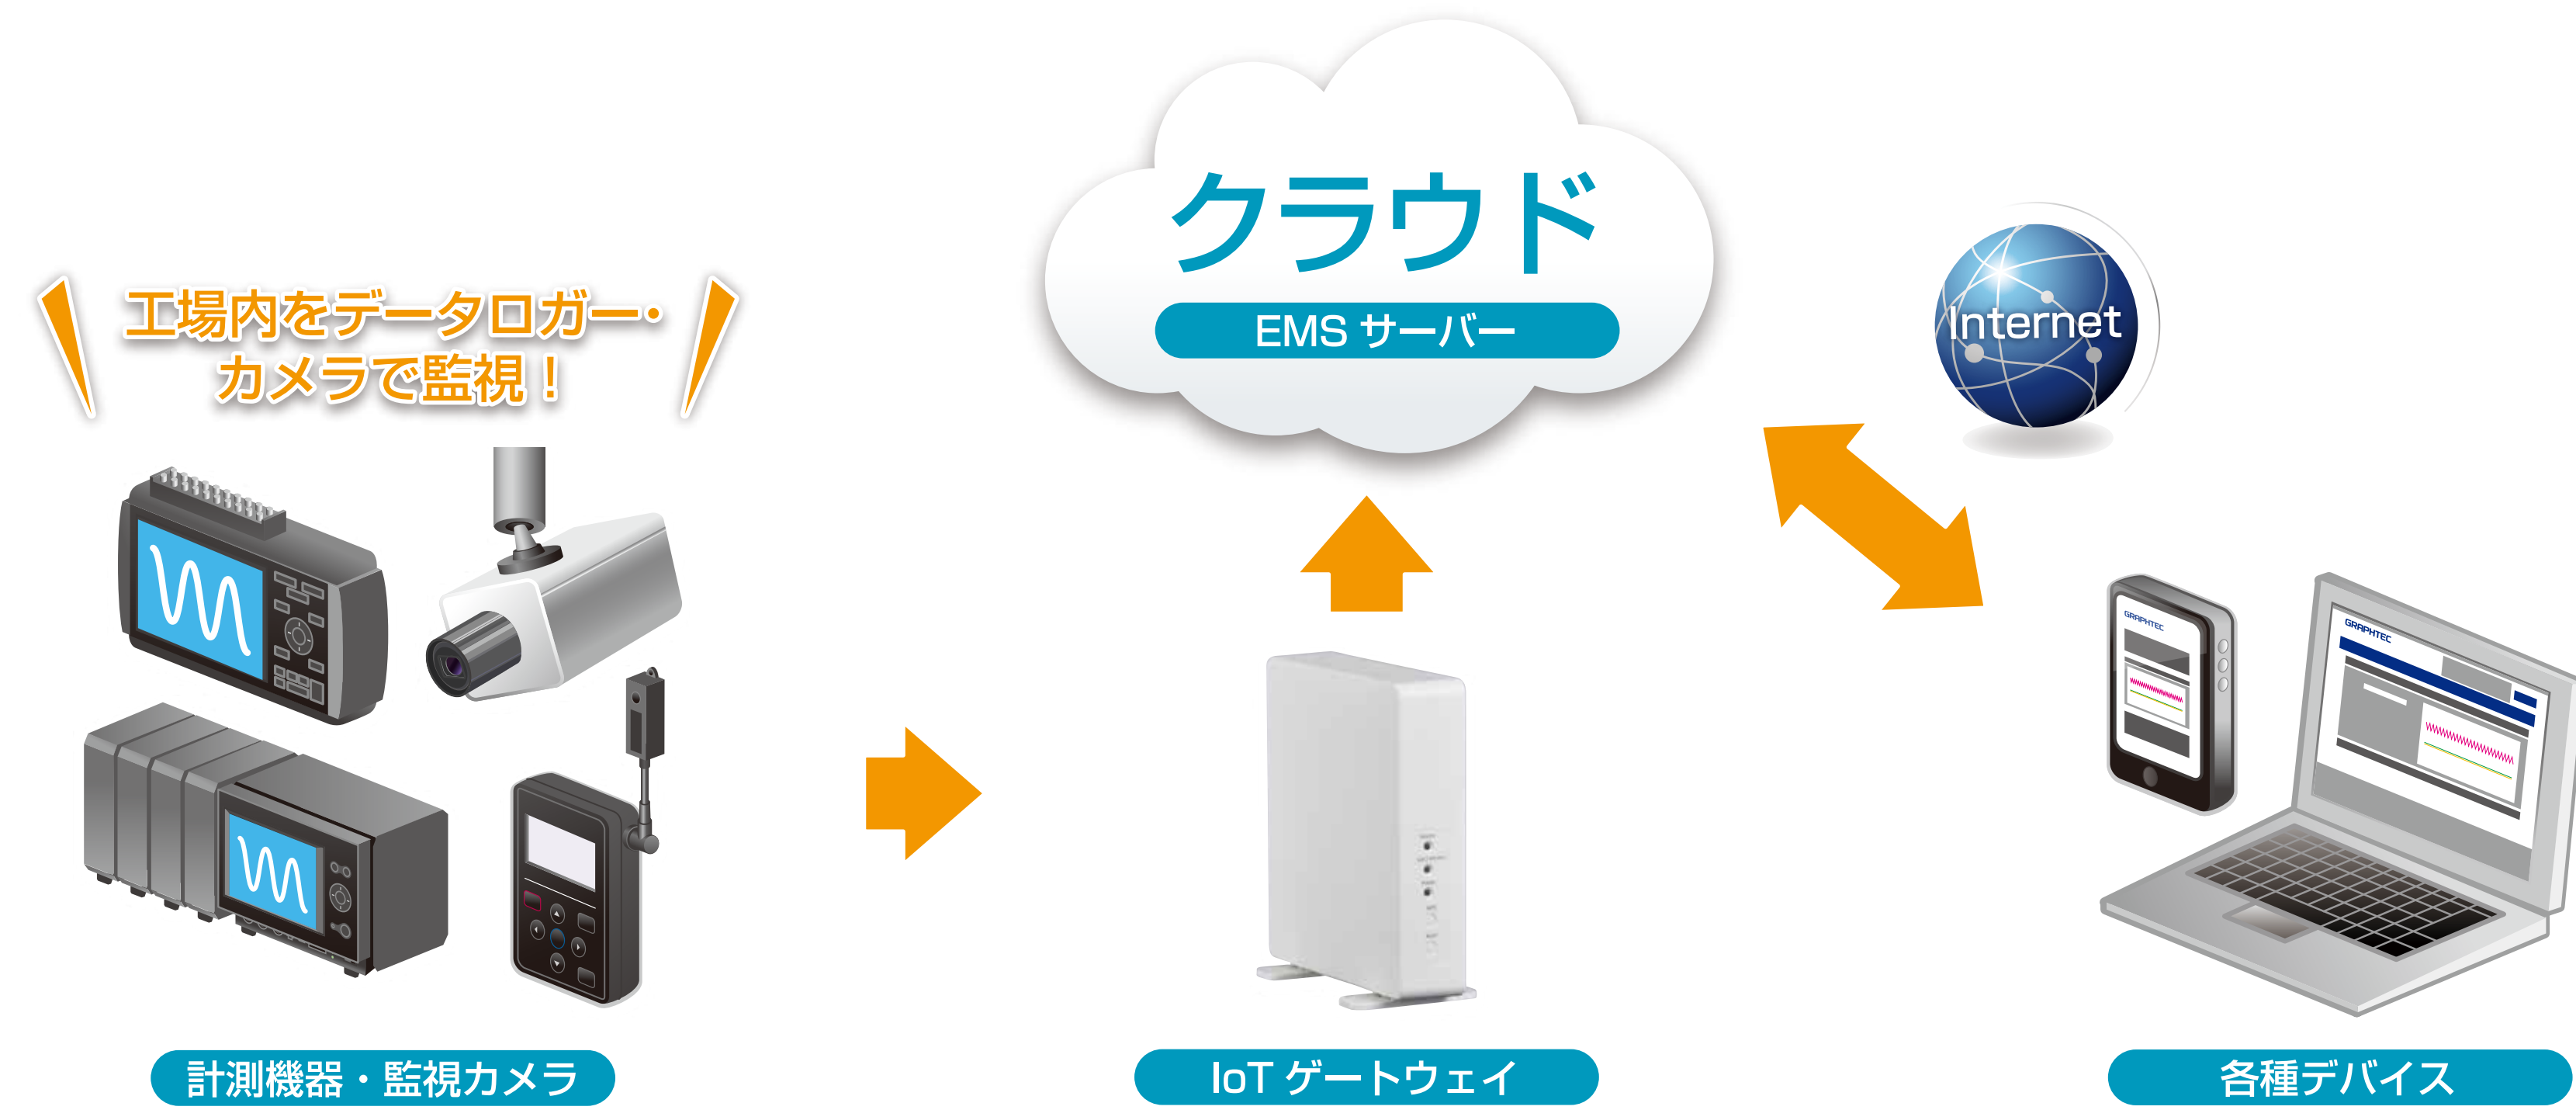 クラウド
EMS サーバー
Internet
工場内をデータロガー・
カメラで監視！
GRAPHTEC
GRAPHTEC
計測機器・監視カメラ
IoT ゲートウェイ
各種デバイス